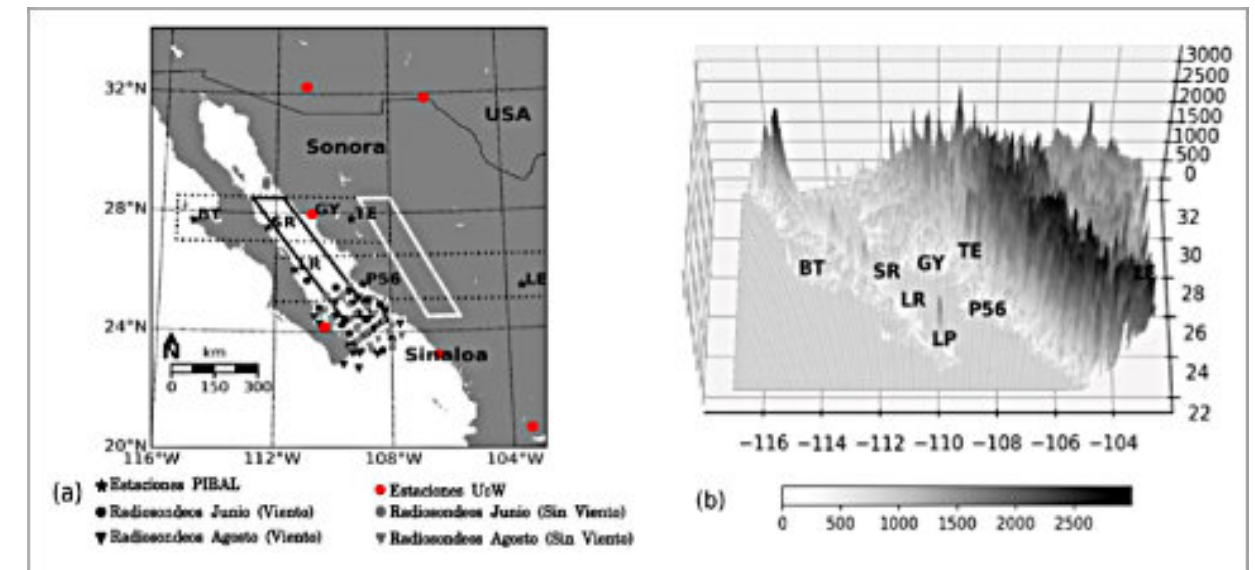 32°N
USA
Sonora
28°N
BT
SR
GY
TE
LR
P56
LE
24°N
km
0 150 300
Sinaloa
20°N
116°W 112°W 108°W 104°W
(a)
Estaciones PIBAL
Estaciones UoW
Radiosondeos Junio (Viento)
Radiosondeos Junio (Sin Viento)
Radiosondeos Agosto (Viento)
Radiosondeos Agosto (Sin Viento)
3000
2500
2000
1500
1000
500
0
32
30
28
26
24
22
TE
GY
BT
SR
LE
LR
P56
LP
−116 −114 −112 −110 −108 −106 −104
(b)
0 500 1000 1500 2000 2500